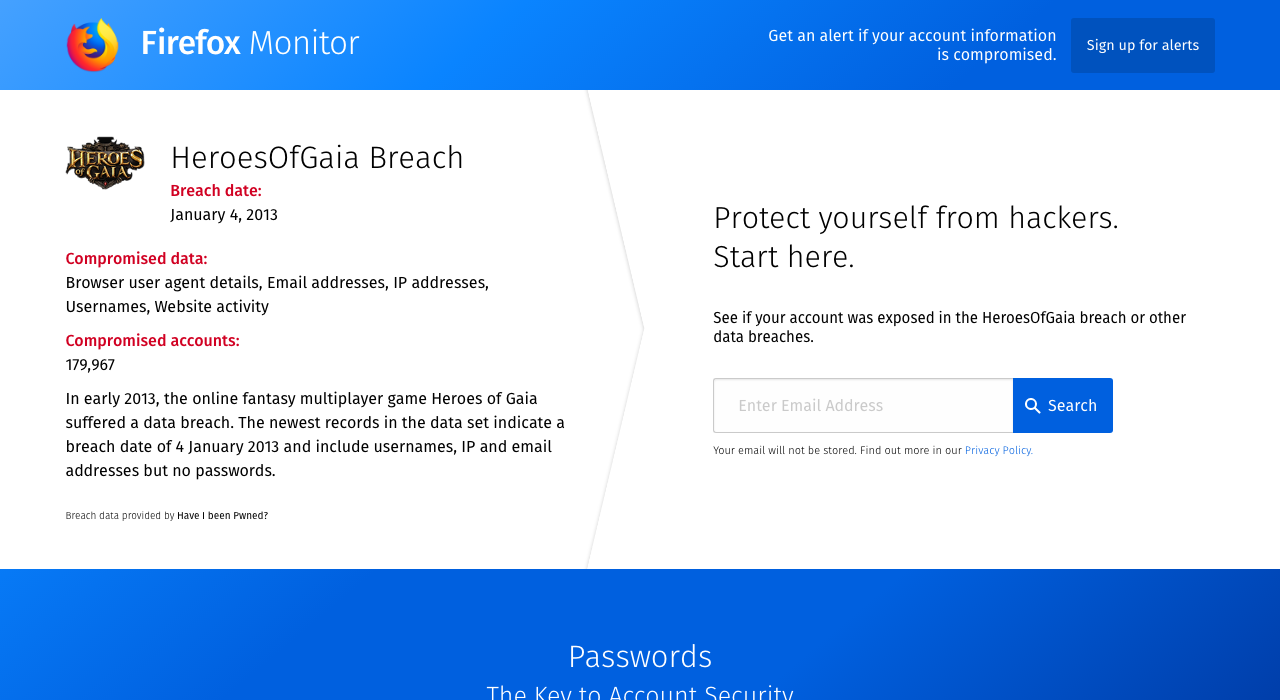 Firefox Monitor
Get an alert if your account information
is compromised.
Sign up for alerts
HEROES
OF GAIA
HeroesOfGaia Breach
Breach date:
January 4, 2013
Compromised data:
Browser user agent details, Email addresses, IP addresses,
Usernames, Website activity
Compromised accounts:
179,967
In early 2013, the online fantasy multiplayer game Heroes of Gaia
suffered a data breach. The newest records in the data set indicate a
breach date of 4 January 2013 and include usernames, IP and email
addresses but no passwords.
Breach data provided by Have I been Pwned?
Protect yourself from hackers.
Start here.
See if your account was exposed in the HeroesOfGaia breach or other
data breaches.
Enter Email Address
Search
Your email will not be stored. Find out more in our Privacy Policy.
Passwords
The Key to Account Security